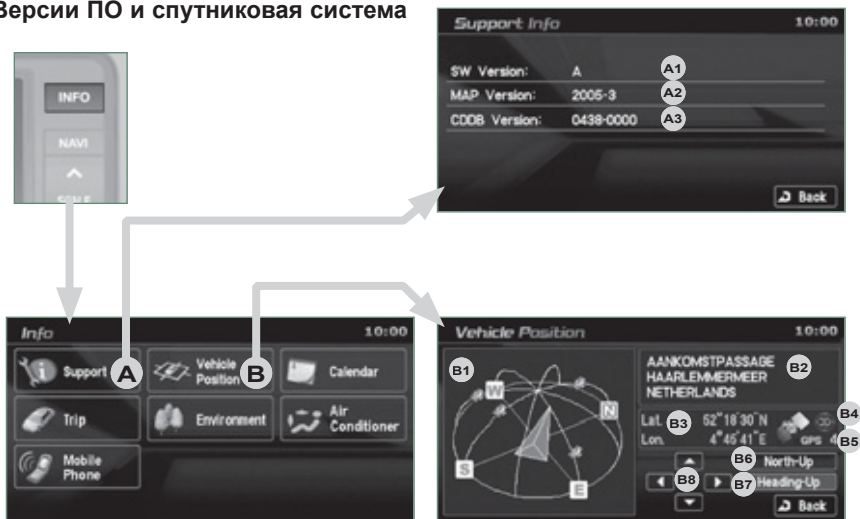 Версии ПО и спутниковая система
Support Info 10:00
SW Version: A A1
MAP Version: 2005-3 A2
CDDB Version: 0438-0000 A3
Back
INFO
NAVI
SCALE
Info 10:00
Support A Vehicle Position B Calendar
Trip Environment Air Conditioner
Mobile Phone
Vehicle Position 10:00
B1
W
N
S
E
AANKOMSTPASSAGE
HAARLEMMERMEER B2
NETHERLANDS
Lat. B3 52°18'30"N B4
Lon. 4°45'41"E GPS 4 B5
B6 North-Up
B8 B7 Heading-Up
Back